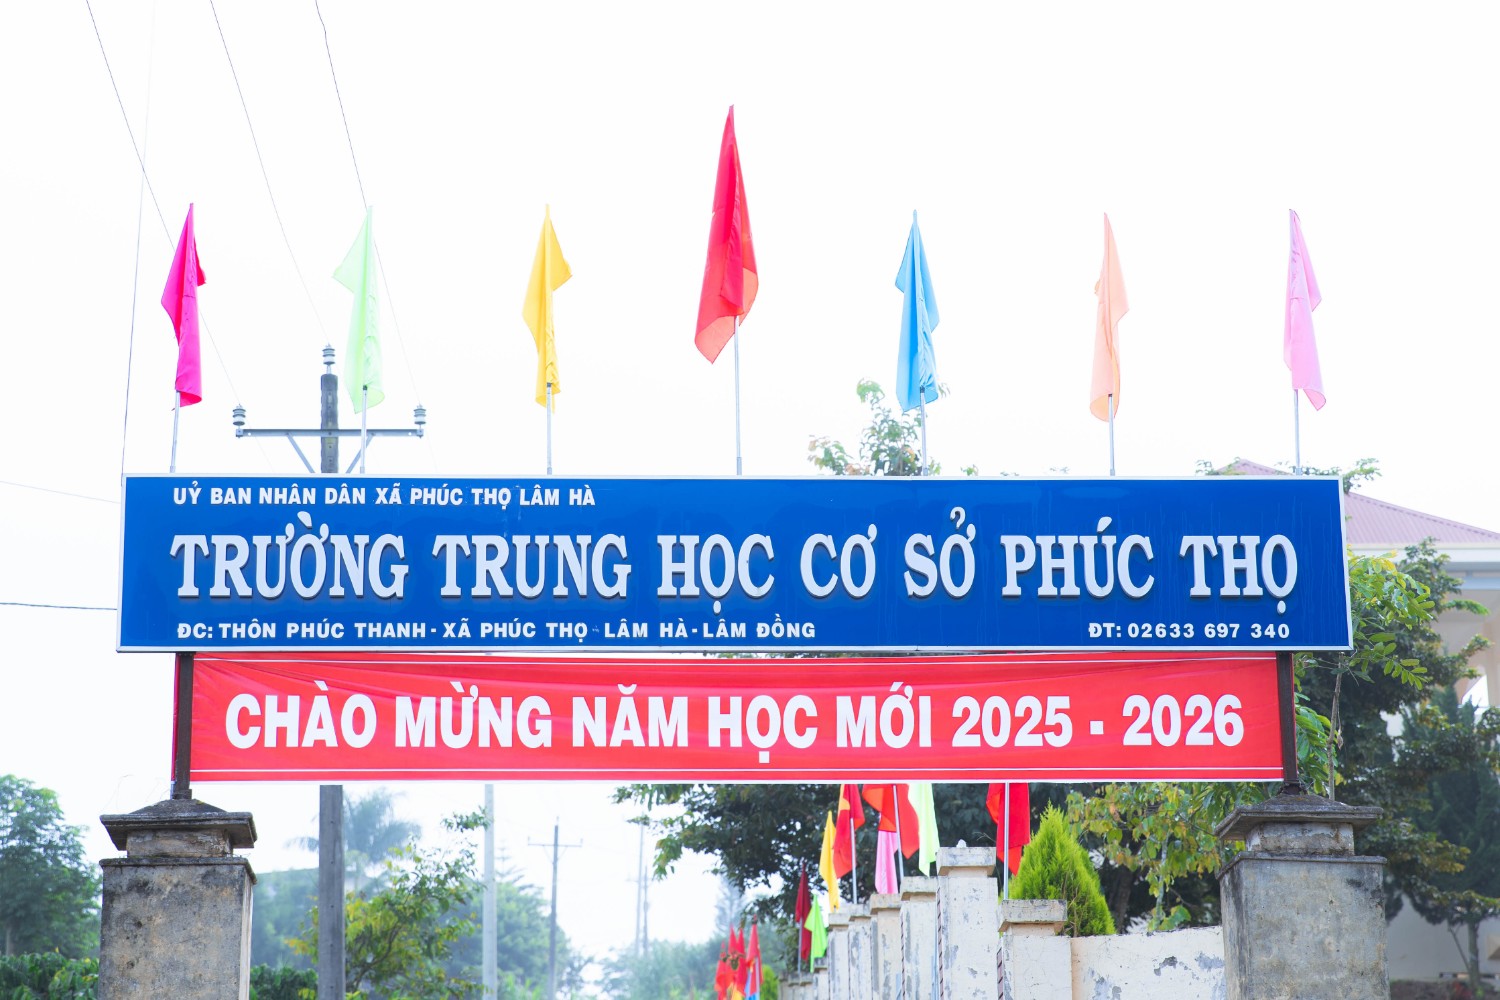 UỶ BAN NHÂN DÂN XÃ PHÚC THỌ LÂM HÀ
TRƯỜNG TRUNG HỌC CƠ SỞ PHÚC THỌ
ĐC: THÔN PHÚC THANH - XÃ PHÚC THỌ - LÂM HÀ - LÂM ĐỒNG ĐT: 02633 697 340
CHÀO MỪNG NĂM HỌC MỚI 2025 - 2026